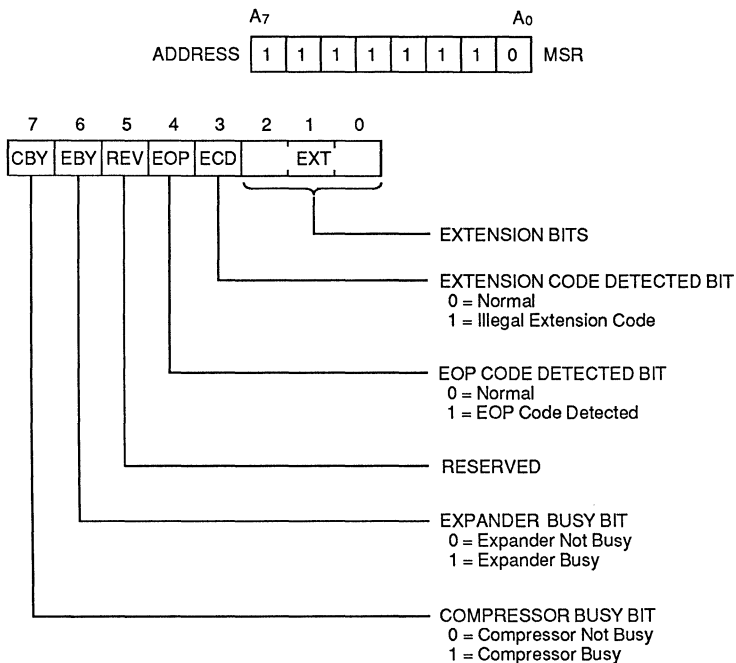 A7 A0
ADDRESS 1 1 1 1 1 1 1 0 MSR
7 6 5 4 3 2 1 0
CBY EBY REV EOP ECD EXT
EXTENSION BITS
EXTENSION CODE DETECTED BIT
0 = Normal
1 = Illegal Extension Code
EOP CODE DETECTED BIT
0 = Normal
1 = EOP Code Detected
RESERVED
EXPANDER BUSY BIT
0 = Expander Not Busy
1 = Expander Busy
COMPRESSOR BUSY BIT
0 = Compressor Not Busy
1 = Compressor Busy